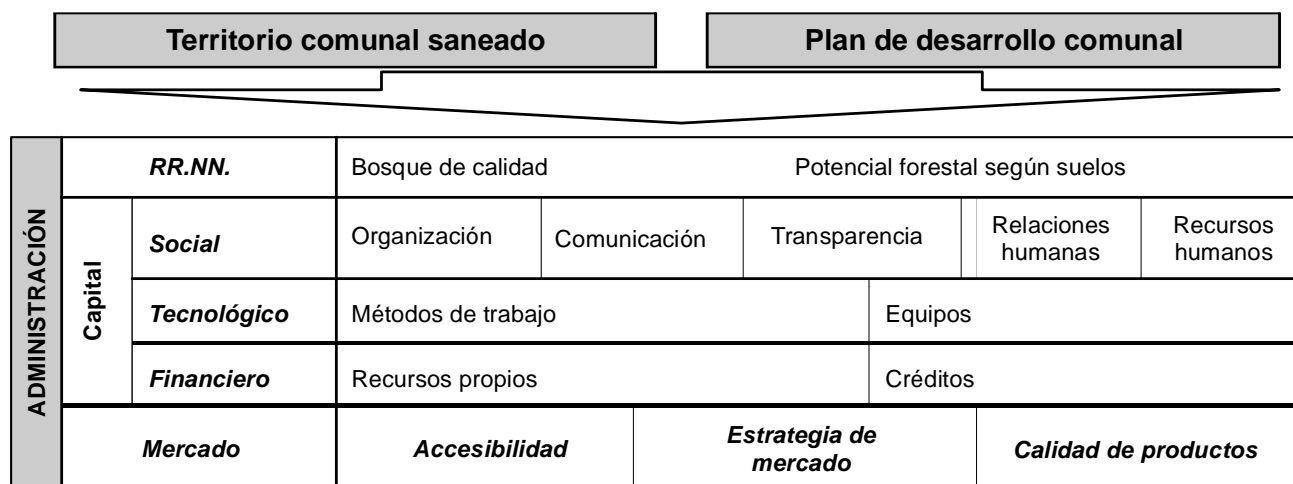 Territorio comunal saneado
Plan de desarrollo comunal
ADMINISTRACIÓN
RR.NN.
Bosque de calidad
Potencial forestal según suelos
Capital
Social
Organización
Comunicación
Transparencia
Relaciones
humanas
Recursos
humanos
Tecnológico
Métodos de trabajo
Equipos
Financiero
Recursos propios
Créditos
Mercado
Accesibilidad
Estrategia de
mercado
Calidad de productos